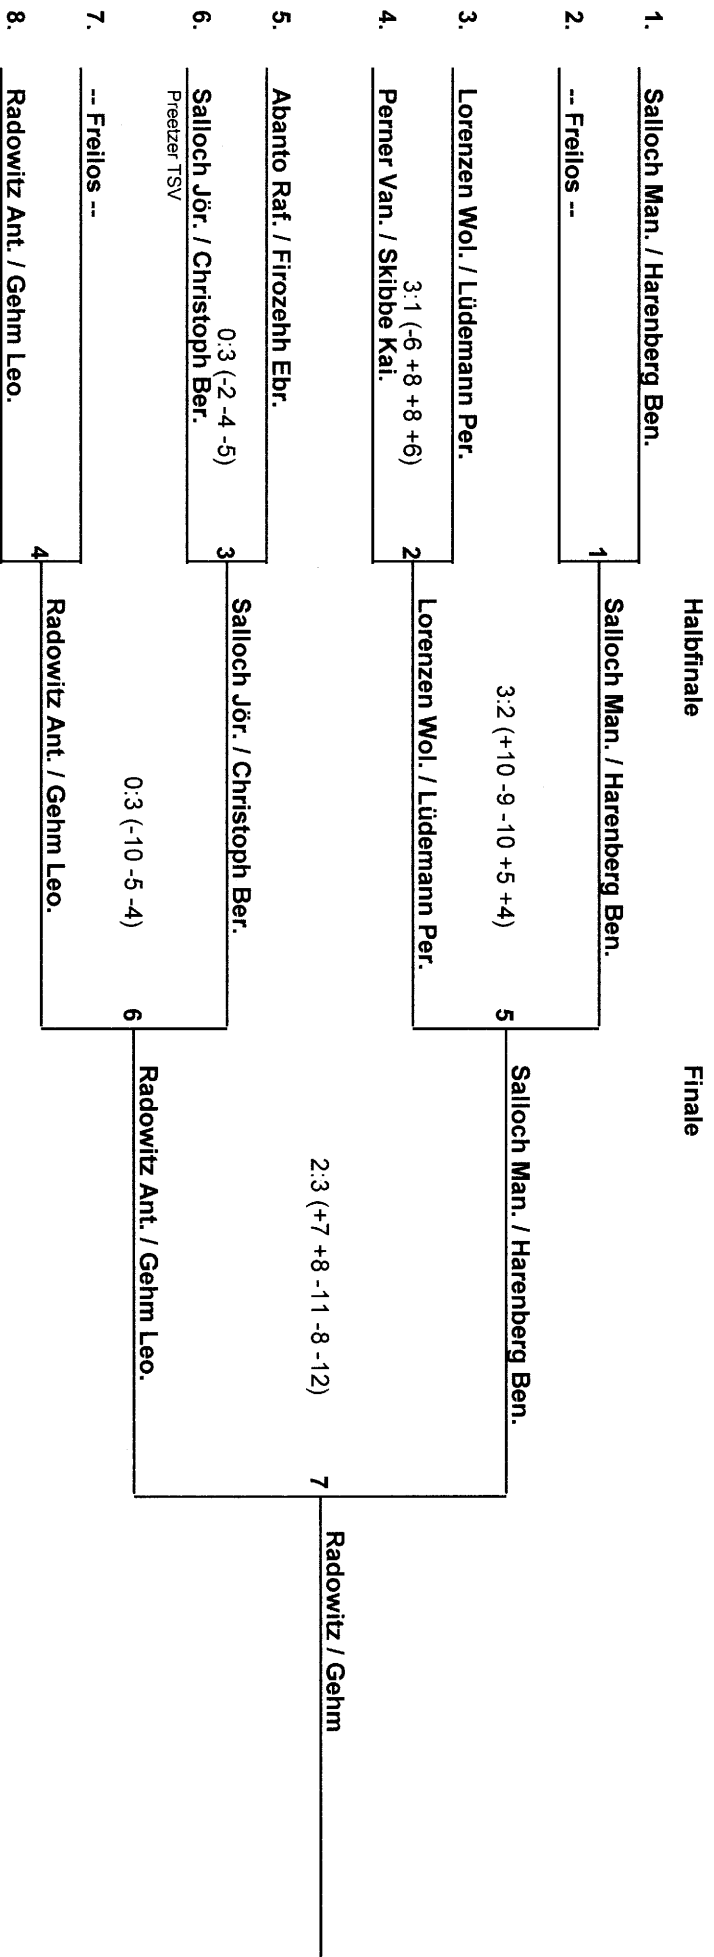 Halbfinale
Finale
1. Salloch Man. / Harenberg Ben.
1 Salloch Man. / Harenberg Ben.
2. -- Freilos --
3:2 (+10 -9 -10 +5 +4)
5 Salloch Man. / Harenberg Ben.
3. Lorenzen Wol. / Lüdemann Per.
3:1 (-6 +8 +8 +6)
2 Lorenzen Wol. / Lüdemann Per.
4. Perner Van. / Skibbe Kai.
2:3 (+7 +8 -11 -8 -12)
7 Radowitz / Gehm
5. Abanto Raf. / Firozehh Ebr.
0:3 (-2 -4 -5)
3 Salloch Jör. / Christoph Ber.
6. Salloch Jör. / Christoph Ber.
Preetzer TSV
0:3 (-10 -5 -4)
6 Radowitz Ant. / Gehm Leo.
7. -- Freilos --
4 Radowitz Ant. / Gehm Leo.
8. Radowitz Ant. / Gehm Leo.